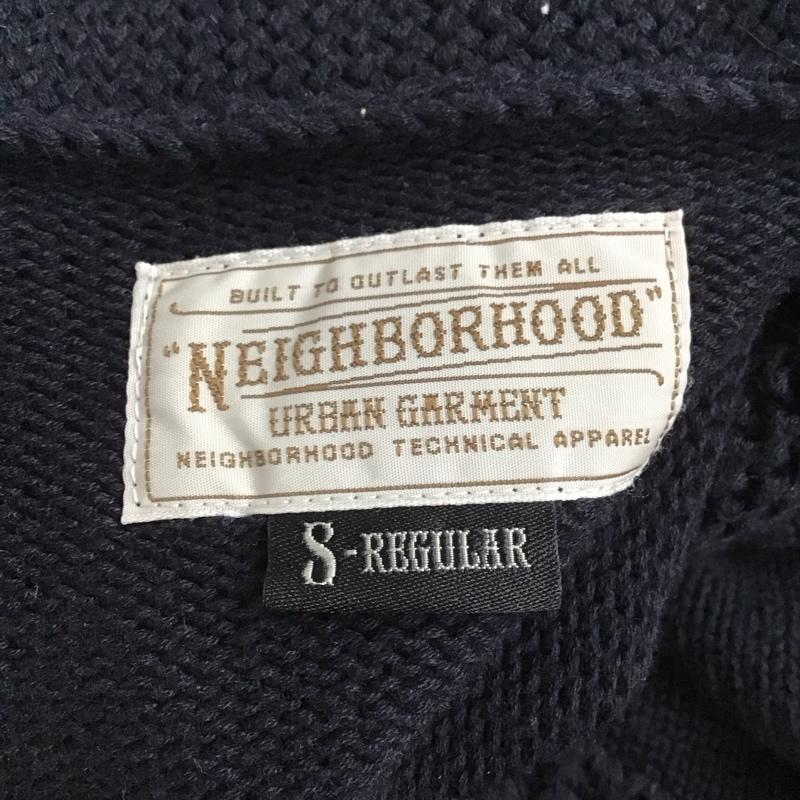 BUILT TO OUTLAST THEM ALL
"NEIGHBORHOOD"
URBAN GARMENT
NEIGHBORHOOD TECHNICAL APPAREL
S-REGULAR